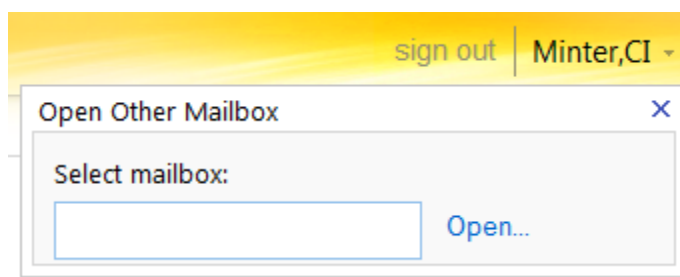 sign out Minter,CI
Open Other Mailbox
Select mailbox:
Open...